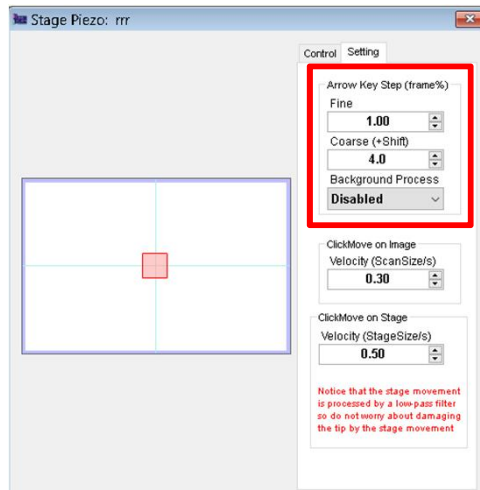 Stage Piezo: rrr
Control
Setting
Arrow Key Step (frame%)
Fine
1.00
Coarse (+Shift)
4.0
Background Process
Disabled
ClickMove on Image
Velocity (ScanSize/s)
0.30
ClickMove on Stage
Velocity (StageSize/s)
0.50
Notice that the stage movement
is processed by a low-pass filter
so do not worry about damaging
the tip by the stage movement